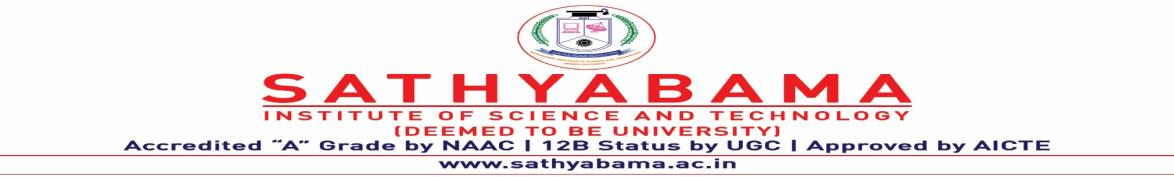 SATHYABAMA
INSTITUTE OF SCIENCE AND TECHNOLOGY
(DEEMED TO BE UNIVERSITY)
Accredited “A” Grade by NAAC | 12B Status by UGC | Approved by AICTE
www.sathyabama.ac.in